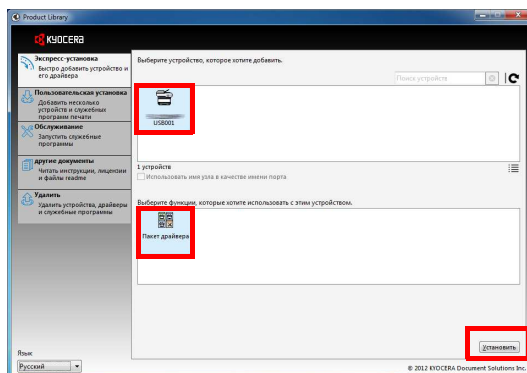 Product Library
KYOCERA
Экспресс-установка
Быстро добавить устройство и
его драйвера
Пользовательская установка
Добавить несколько
устройств и служебных
программ печати
Обслуживание
Запустить служебные
программы
другие документы
Читать инструкции, лицензии
и файлы readme
Удалить
Удалить устройства, драйверы
и служебные программы
Выберите устройство, которое хотите добавить.
Поиск устройств
USB001
1 устройств
Использовать имя узла в качестве имени порта
Выберите функции, которые хотите использовать с этим устройством.
Пакет драйвера
Установить
Язык
Русский
© 2012 KYOCERA Document Solutions Inc.